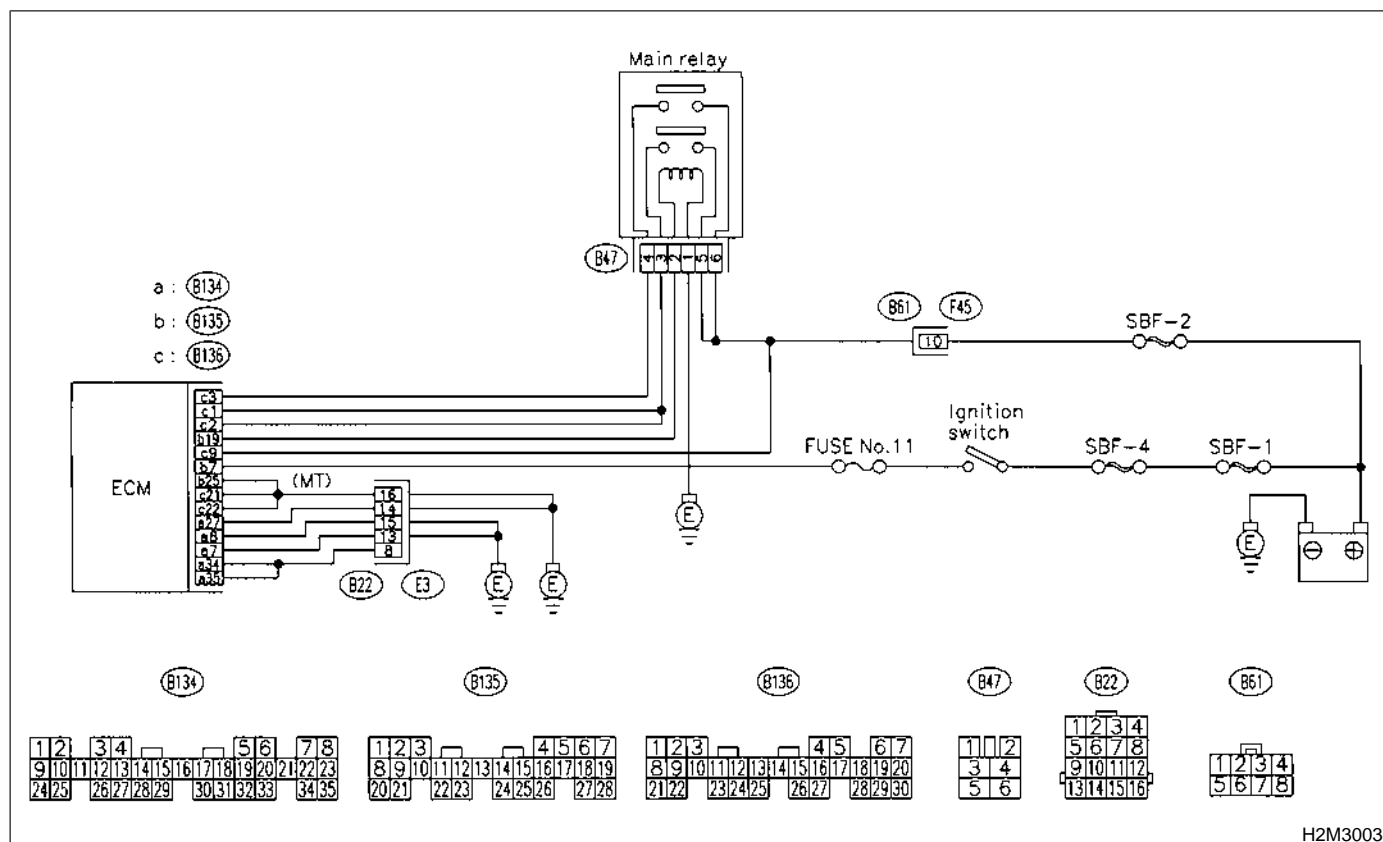 Main relay
B47
4 3 2 1 5 6
a : B134
b : B135
c : B136
B61 F45
10
SBF-2
ECM
c3
c1
c2
b19
c9
b7
b25
c21
c22
a27
a8
a7
a34
a35
(MT)
FUSE No.11
Ignition
switch
SBF-4
SBF-1
16
14
15
13
8
B22 E3
E
E
E
E
B134
1 2 3 4 5 6 7 8
9 10 11 12 13 14 15 16 17 18 19 20 21 22 23
24 25 26 27 28 29 30 31 32 33 34 35
B135
1 2 3 4 5 6 7
8 9 10 11 12 13 14 15 16 17 18 19
20 21 22 23 24 25 26 27 28
B136
1 2 3 4 5 6 7
8 9 10 11 12 13 14 15 16 17 18 19 20
21 22 23 24 25 26 27 28 29 30
B47
1 2
3 4
5 6
B22
1 2 3 4
5 6 7 8
9 10 11 12
13 14 15 16
B61
1 2 3 4
5 6 7 8
H2M3003